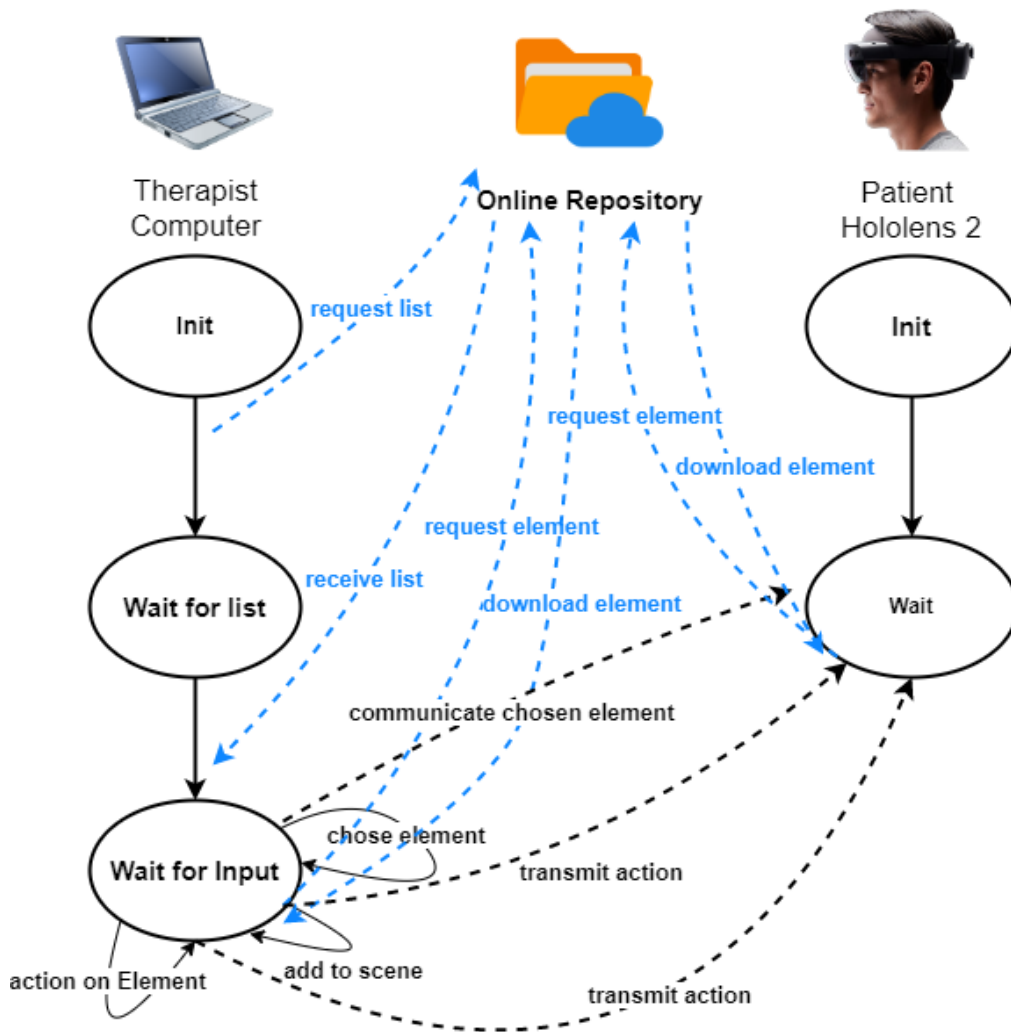 Therapist
Computer
Online Repository
Patient
Hololens 2
Init
request list
Init
request element
download element
request element
receive list
download element
Wait for list
Wait
communicate chosen element
chose element
Wait for Input
transmit action
add to scene
action on Element
transmit action